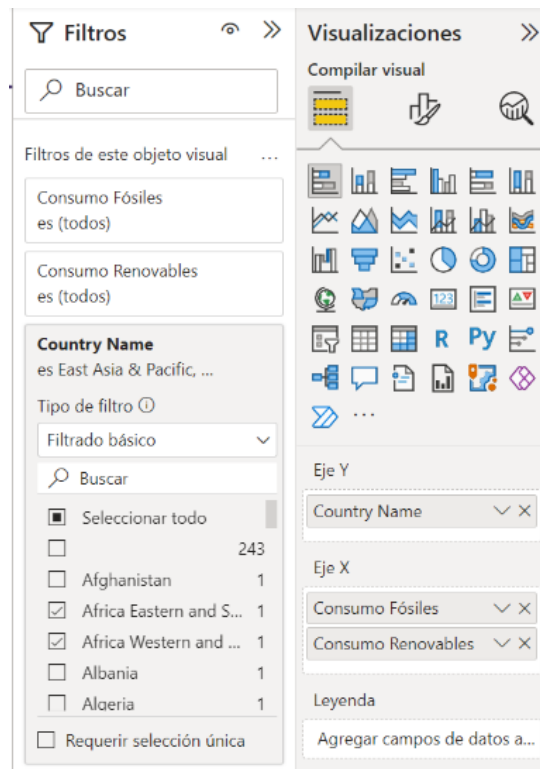 Filtros
Buscar
Filtros de este objeto visual ...
Consumo Fósiles
es (todos)
Consumo Renovables
es (todos)
Country Name
es East Asia & Pacific, ...
Tipo de filtro
Filtrado básico
Buscar
Seleccionar todo
243
Afghanistan 1
Africa Eastern and S... 1
Africa Western and ... 1
Albania 1
Algeria 1
Requerir selección única
Visualizaciones
Compilar visual
123
R Py
...
Eje Y
Country Name
Eje X
Consumo Fósiles
Consumo Renovables
Leyenda
Agregar campos de datos a...